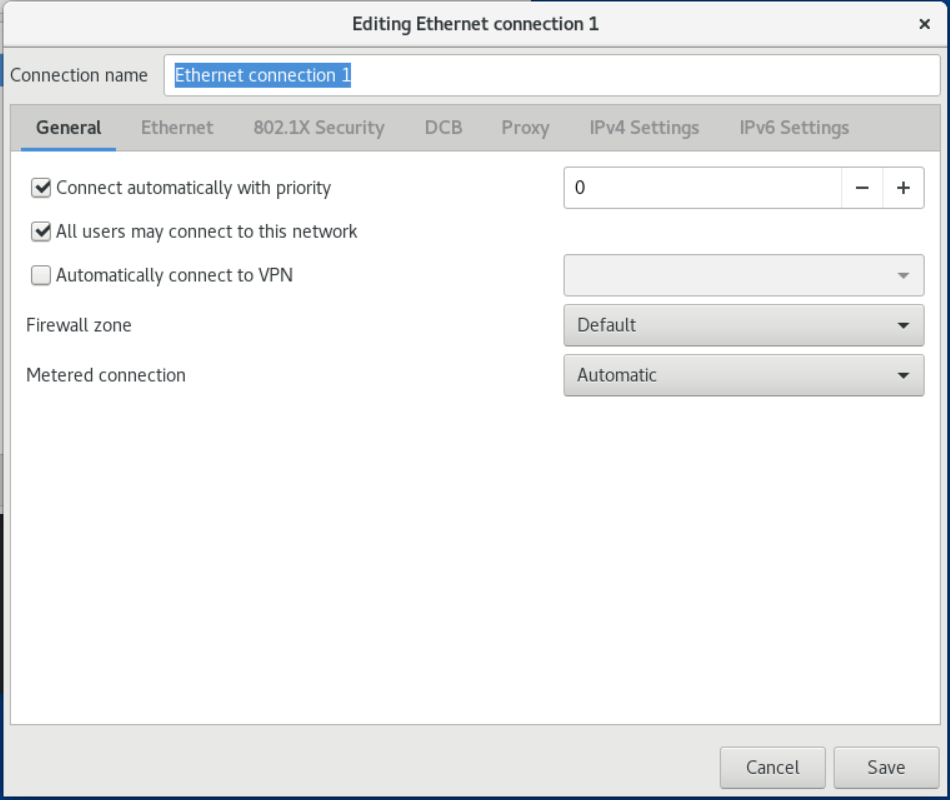 Editing Ethernet connection 1
Connection name Ethernet connection 1
General Ethernet 802.1X Security DCB Proxy IPv4 Settings IPv6 Settings
Connect automatically with priority 0
All users may connect to this network
Automatically connect to VPN
Firewall zone Default
Metered connection Automatic
Cancel Save